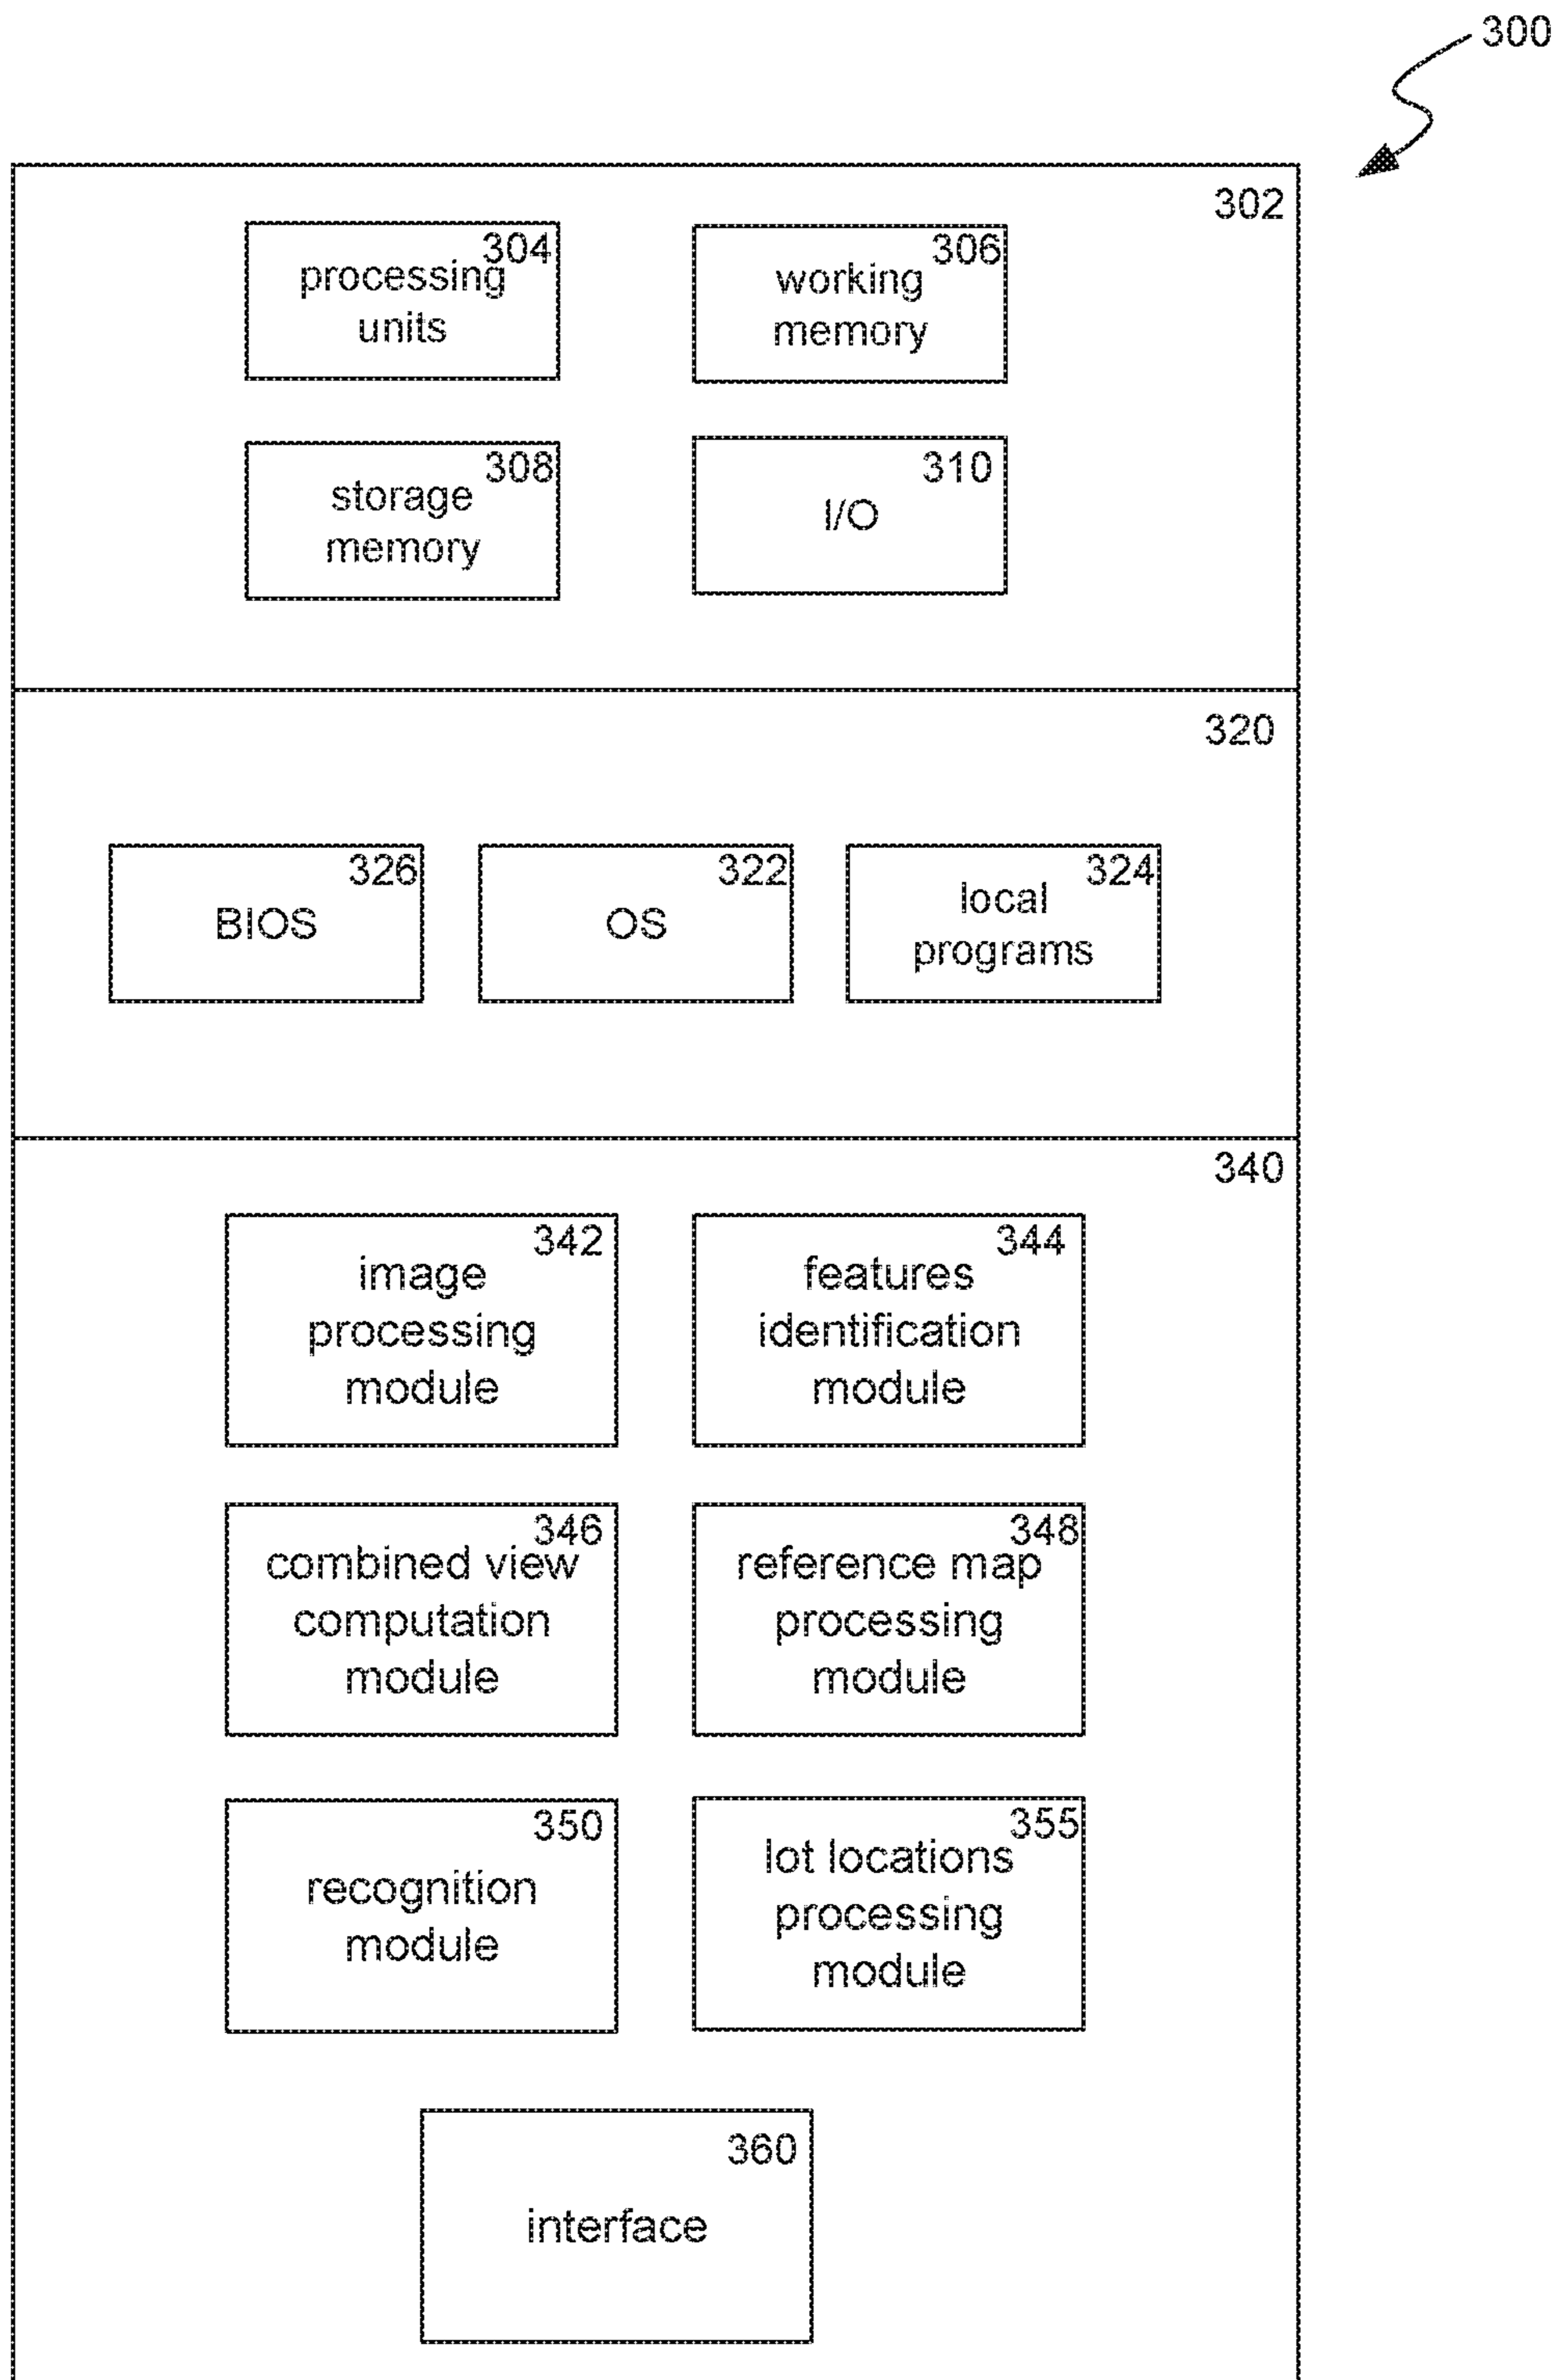 300
302
304
processing
units
306
working
memory
308
storage
memory
310
I/O
320
326
BIOS
322
OS
324
local
programs
340
342
image
processing
module
344
features
identification
module
346
combined view
computation
module
348
reference map
processing
module
350
recognition
module
355
lot locations
processing
module
360
interface